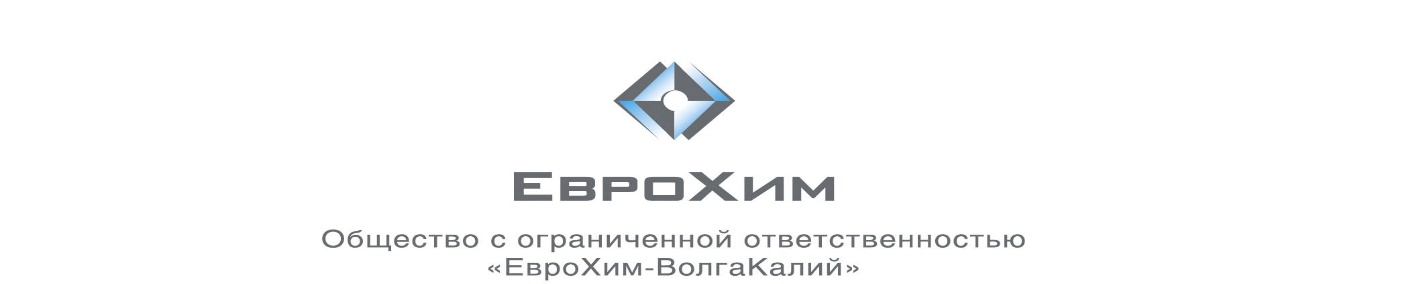 ЕвроХим
Общество с ограниченной ответственностью
«ЕвроХим-ВолгаКалий»